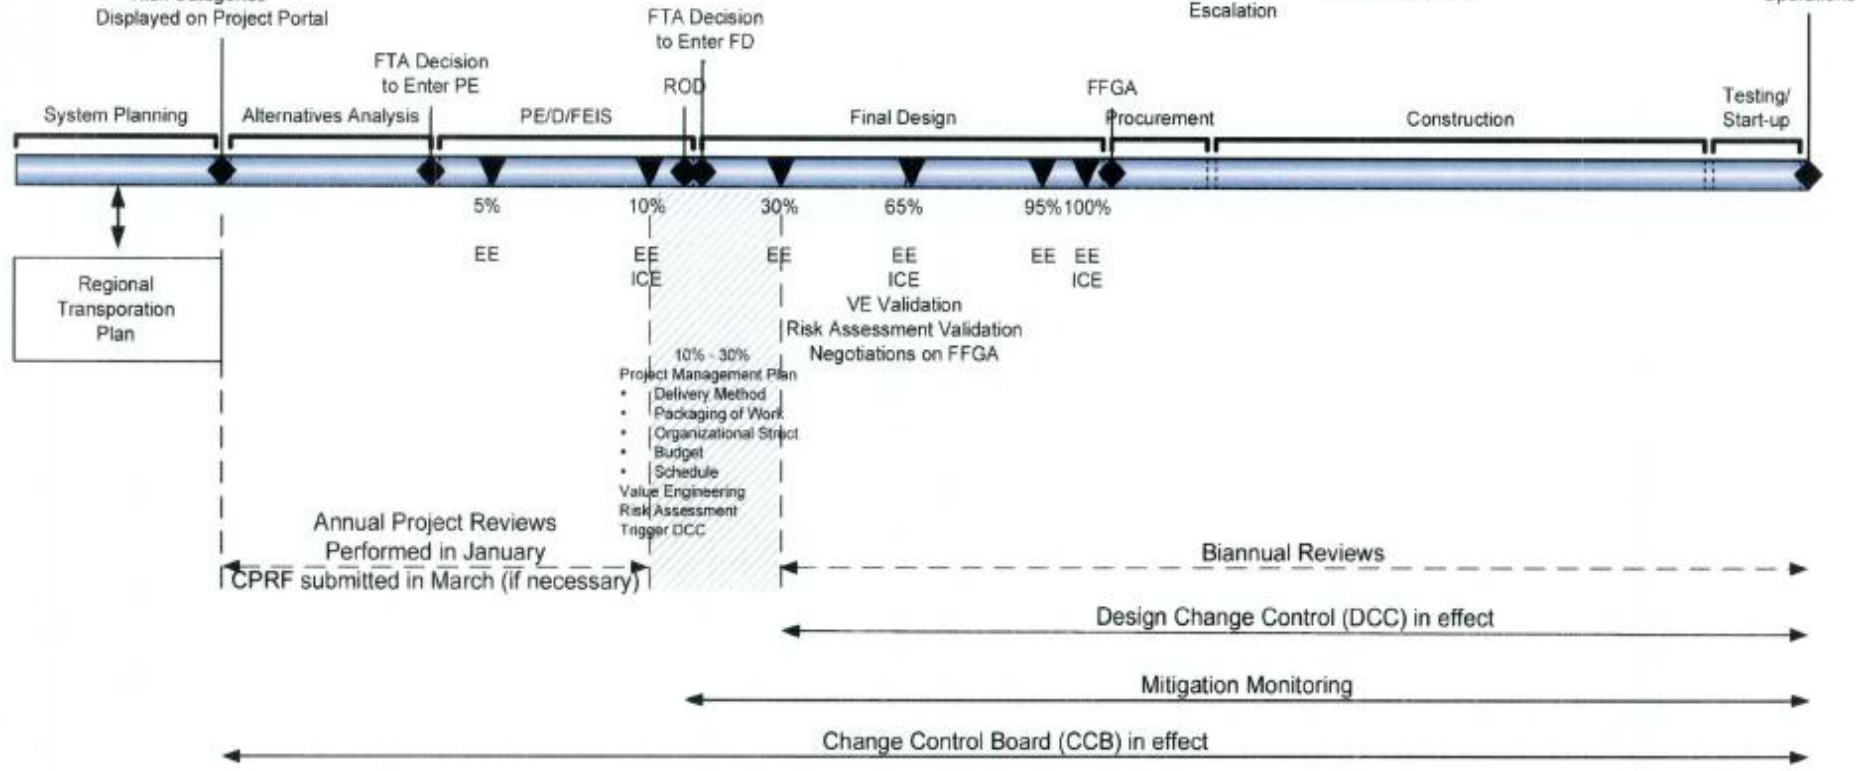 Displayed on Project Portal
FTA Decision
to Enter FD
Escalation
FTA Decision
to Enter PE
ROD
FFGA
System Planning
Alternatives Analysis
PE/D/FEIS
Final Design
Procurement
Construction
Testing/
Start-up
5%
10%
30%
65%
95%
100%
EE
EE
ICE
EE
EE
ICE
VE Validation
Risk Assessment Validation
Negotiations on FFGA
EE
EE
ICE
Regional
Transporation
Plan
10% - 30%
Project Management Plan
• Delivery Method
• Packaging of Work
• Organizational Struct
• Budget
• Schedule
Value Engineering
Risk Assessment
Trigger DCC
Annual Project Reviews
Performed in January
CPRF submitted in March (if necessary)
Biannual Reviews
Design Change Control (DCC) in effect
Mitigation Monitoring
Change Control Board (CCB) in effect